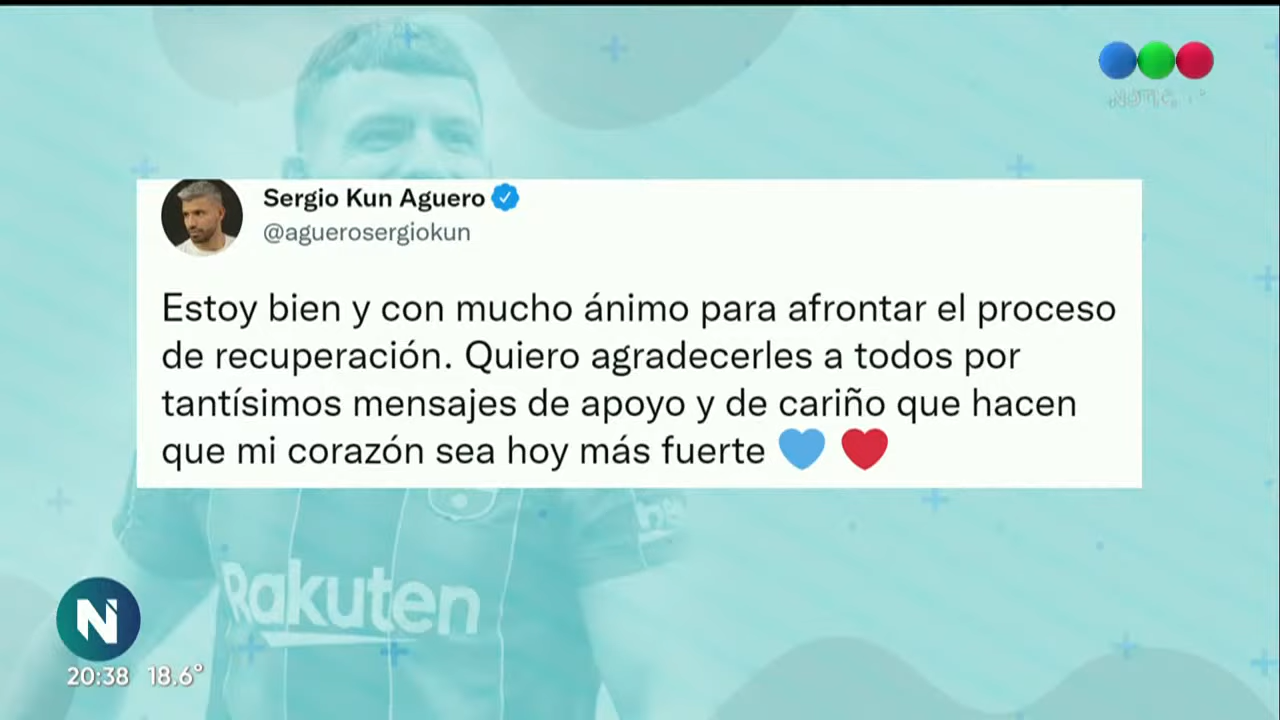 Sergio Kun Aguero
@aguerosergiokun
Estoy bien y con mucho ánimo para afrontar el proceso
de recuperación. Quiero agradecerles a todos por
tantísimos mensajes de apoyo y de cariño que hacen
que mi corazón sea hoy más fuerte 💙 ❤️
Rakuten
N
20:38 18.6°